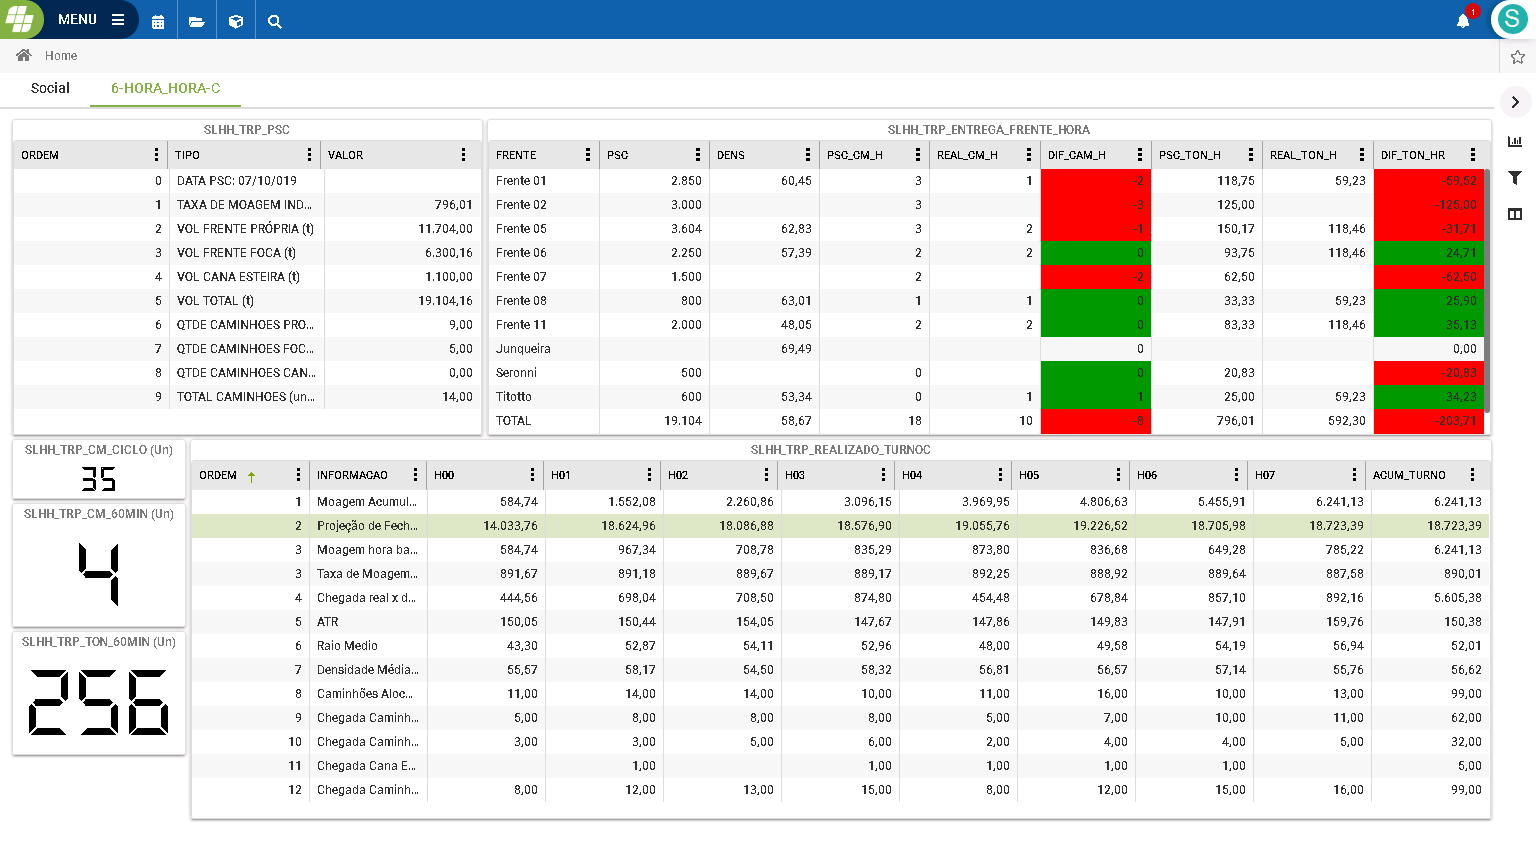 MENU
1
S
Home
Social 6-HORA_HORA-C
SLHH_TRP_PSC
ORDEM TIPO VALOR
0 DATA PSC: 07/10/019
1 TAXA DE MOAGEM IND... 796,01
2 VOL FRENTE PRÓPRIA (t) 11.704,00
3 VOL FRENTE FOCA (t) 6.300,16
4 VOL CANA ESTEIRA (t) 1.100,00
5 VOL TOTAL (t) 19.104,16
6 QTDE CAMINHOES PRO... 9,00
7 QTDE CAMINHOES FOC... 5,00
8 QTDE CAMINHOES CAN... 0,00
9 TOTAL CAMINHOES (un... 14,00
SLHH_TRP_ENTREGA_FRENTE_HORA
FRENTE PSC DENS PSC_CM_H REAL_CM_H DIF_CAM_H PSC_TON_H REAL_TON_H DIF_TON_HR
Frente 01 2.850 60,45 3 1 -2 118,75 59,23 -59,52
Frente 02 3.000 3 -3 125,00 -125,00
Frente 05 3.604 62,83 3 2 -1 150,17 118,46 -31,71
Frente 06 2.250 57,39 2 2 0 93,75 118,46 24,71
Frente 07 1.500 2 -2 62,50 -62,50
Frente 08 800 63,01 1 1 0 33,33 59,23 25,90
Frente 11 2.000 48,05 2 2 0 83,33 118,46 35,13
Junqueira 69,49 0 0,00
Seronni 500 0 0 20,83 -20,83
Titotto 600 53,34 0 1 1 25,00 59,23 34,23
TOTAL 19.104 58,67 18 10 -8 796,01 592,30 -203,71
SLHH_TRP_CM_CICLO (Un)
35
SLHH_TRP_CM_60MIN (Un)
4
SLHH_TRP_TON_60MIN (Un)
256
SLHH_TRP_REALIZADO_TURNOC
ORDEM INFORMACAO H00 H01 H02 H03 H04 H05 H06 H07 ACUM_TURNO
1 Moagem Acumul... 584,74 1.552,08 2.260,86 3.096,15 3.969,95 4.806,63 5.455,91 6.241,13 6.241,13
2 Projeção de Fech... 14.033,76 18.624,96 18.086,88 18.576,90 19.055,76 19.226,52 18.705,98 18.723,39 18.723,39
3 Moagem hora ba... 584,74 967,34 708,78 835,29 873,80 836,68 649,28 785,22 6.241,13
3 Taxa de Moagem... 891,67 891,18 889,67 889,17 892,25 888,92 889,64 887,58 890,01
4 Chegada real x d... 444,56 698,04 708,50 874,80 454,48 678,84 857,10 892,16 5.605,38
5 ATR 150,05 150,44 154,05 147,67 147,86 149,83 147,91 159,76 150,38
6 Raio Medio 43,30 52,87 54,11 52,96 48,00 49,58 54,19 56,94 52,01
7 Densidade Média... 55,57 58,17 54,50 58,32 56,81 56,57 57,14 55,76 56,62
8 Caminhões Aloc... 11,00 14,00 14,00 10,00 11,00 16,00 10,00 13,00 99,00
9 Chegada Caminh... 5,00 8,00 8,00 8,00 5,00 7,00 10,00 11,00 62,00
10 Chegada Caminh... 3,00 3,00 5,00 6,00 2,00 4,00 4,00 5,00 32,00
11 Chegada Cana E... 1,00 1,00 1,00 1,00 1,00 5,00
12 Chegada Caminh... 8,00 12,00 13,00 15,00 8,00 12,00 15,00 16,00 99,00